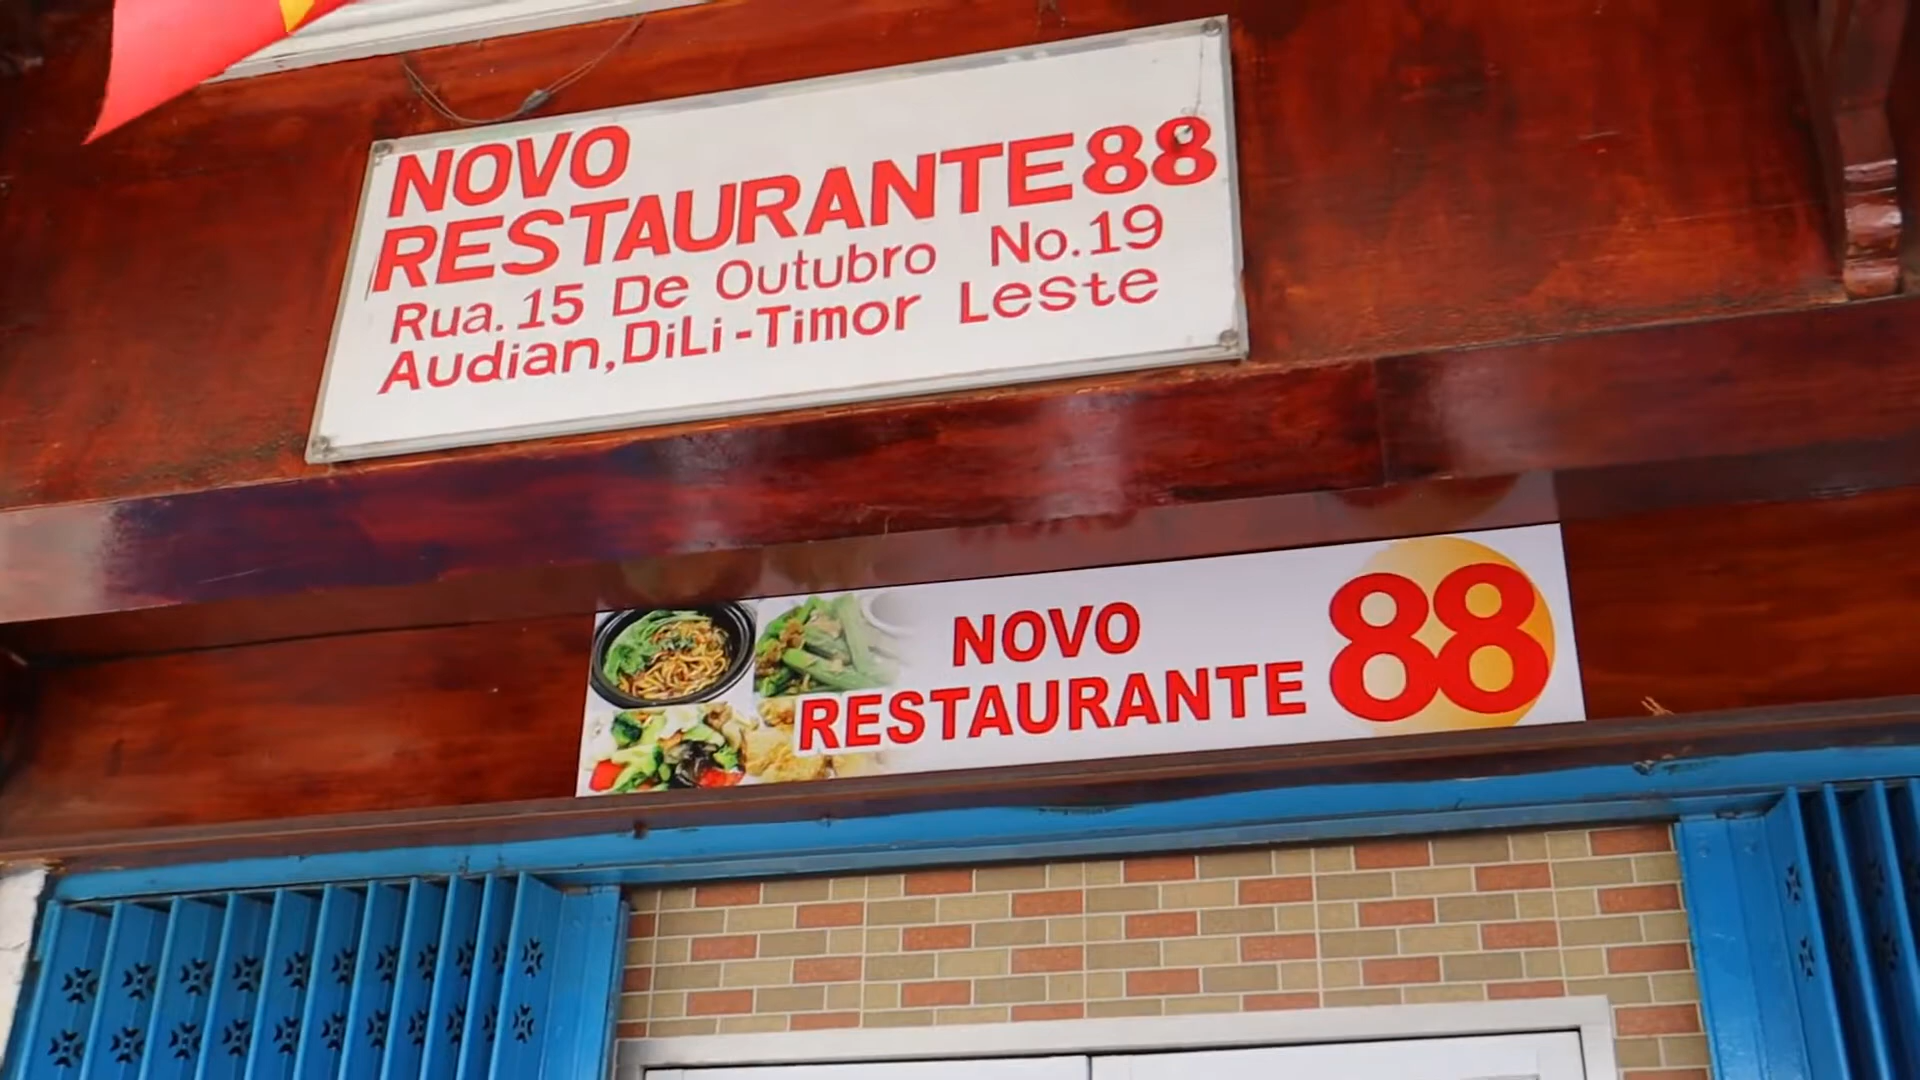 NOVO
RESTAURANTE88
Rua. 15 De Outubro No.19
Audian,DiLi-Timor Leste
NOVO
RESTAURANTE
88